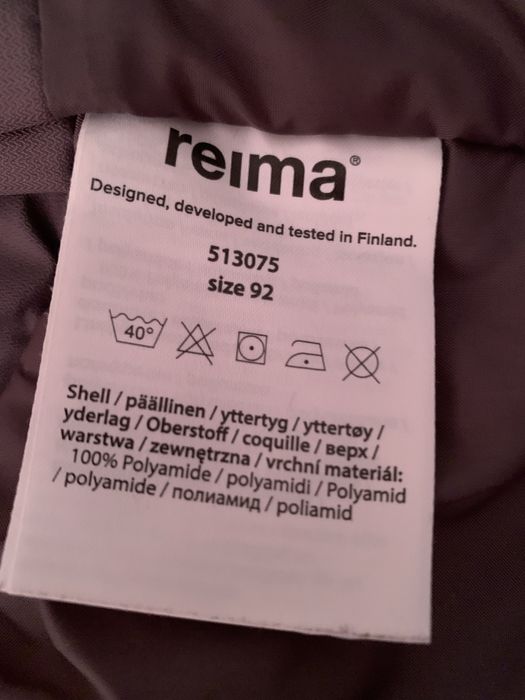 reima®
Designed, developed and tested in Finland.
513075
size 92
40°
Shell / päällinen / yttertyg / yttertøy /
yderlag / Oberstoff / coquille / верх /
warstwa / zewnętrzna / vrchní materiál:
100% Polyamide / polyamidi / Polyamid
/ polyamide / полиамид / poliamid